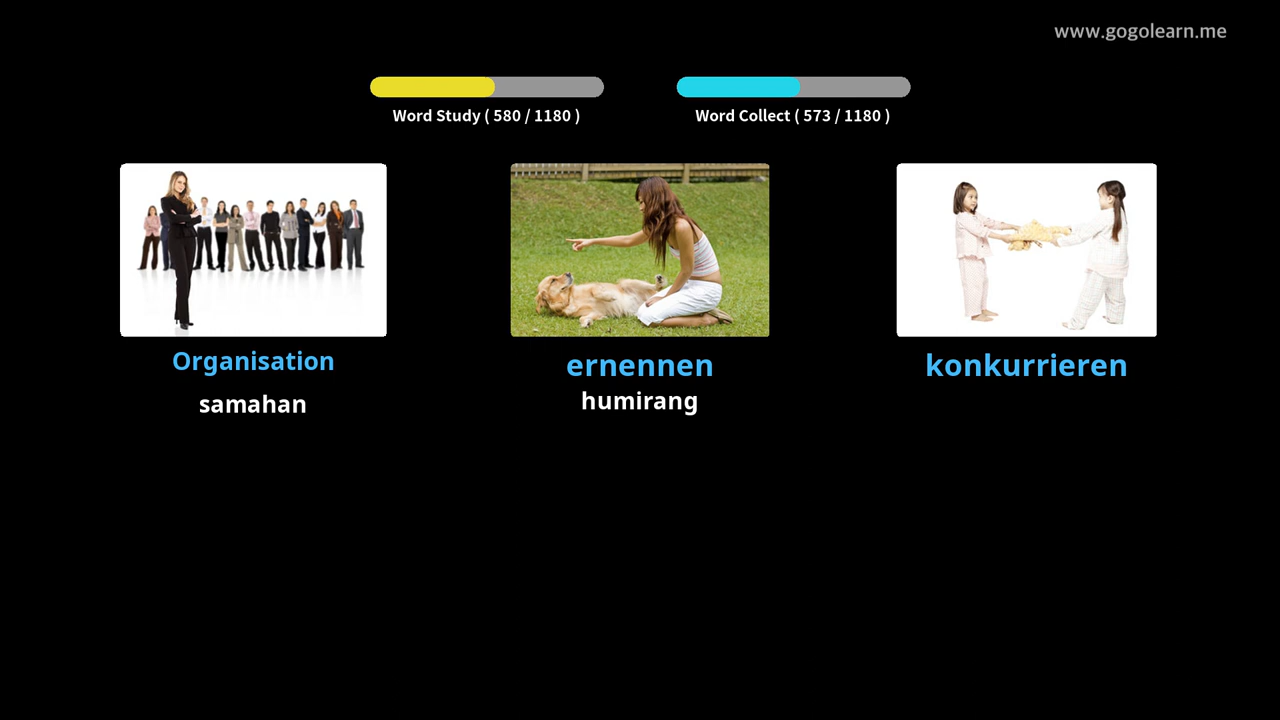 www.gogolearn.me
Word Study ( 580 / 1180 )
Word Collect ( 573 / 1180 )
Organisation
samahan
ernennen
humirang
konkurrieren